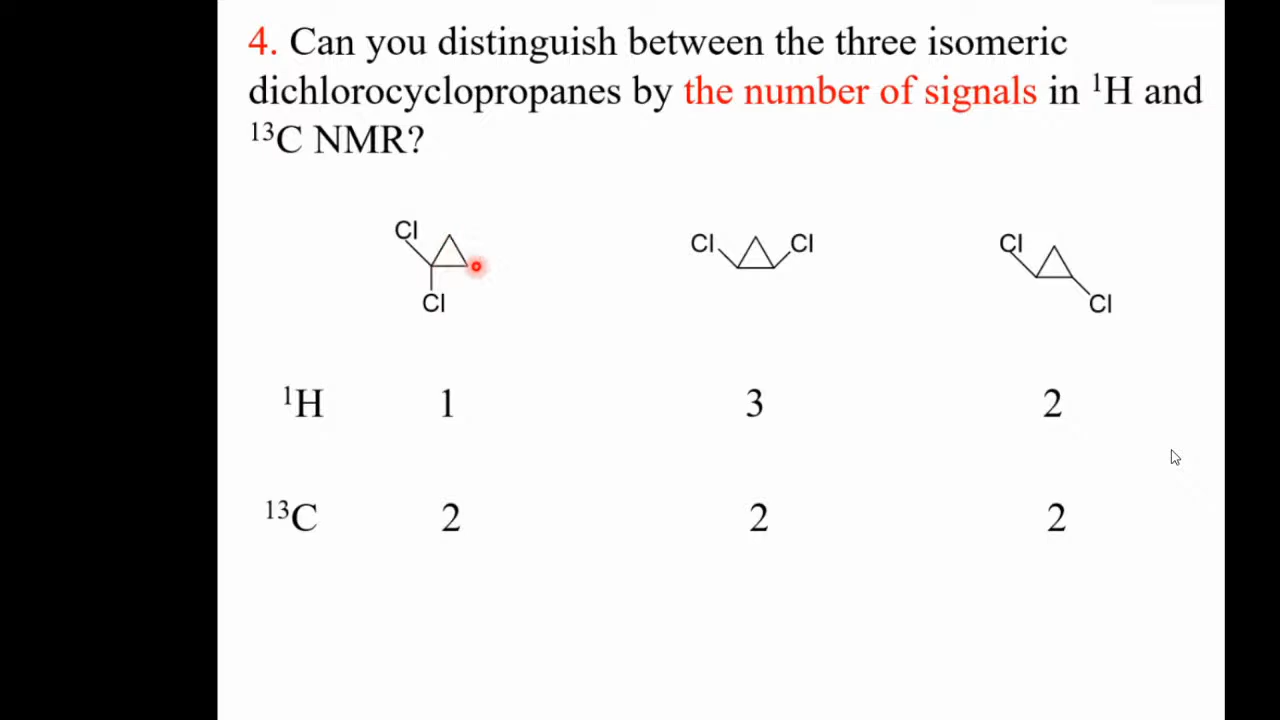 4. Can you distinguish between the three isomeric
dichlorocyclopropanes by the number of signals in ¹H and
¹³C NMR?
Cl Cl Cl Cl
Cl Cl
¹H 1 3 2
¹³C 2 2 2